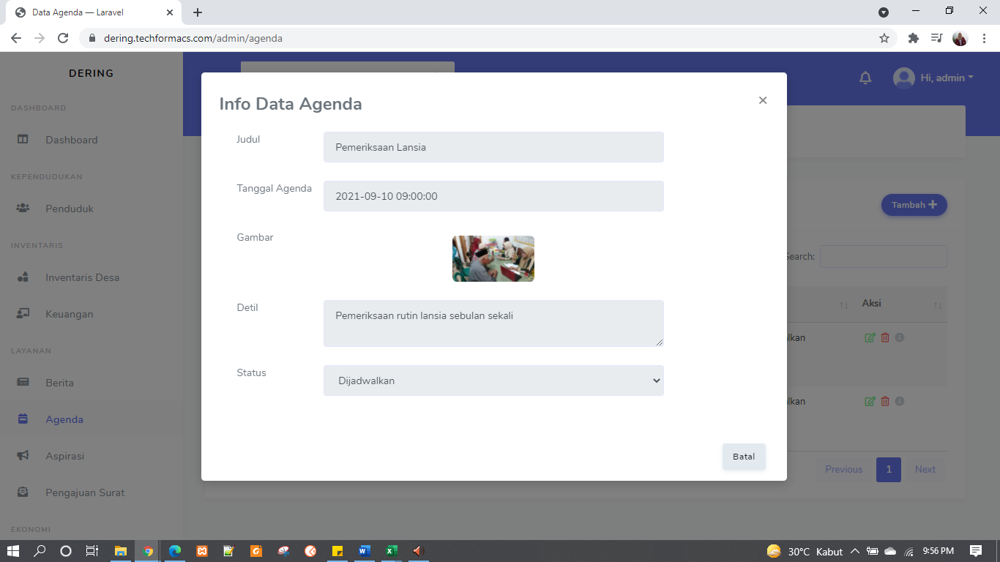 Data Agenda — Laravel
dering.techformacs.com/admin/agenda
DERING
Hi, admin
DASHBOARD
Dashboard
KEPENDUDUKAN
Penduduk
INVENTARIS
Inventaris Desa
Keuangan
LAYANAN
Berita
Agenda
Aspirasi
Pengajuan Surat
EKONOMI
Info Data Agenda
×
Judul
Pemeriksaan Lansia
Tanggal Agenda
2021-09-10 09:00:00
Gambar
Detil
Pemeriksaan rutin lansia sebulan sekali
Status
Dijadwalkan
Batal
Tambah
Search:
Aksi
lkan
lkan
Previous
1
Next
30°C Kabut
9:56 PM